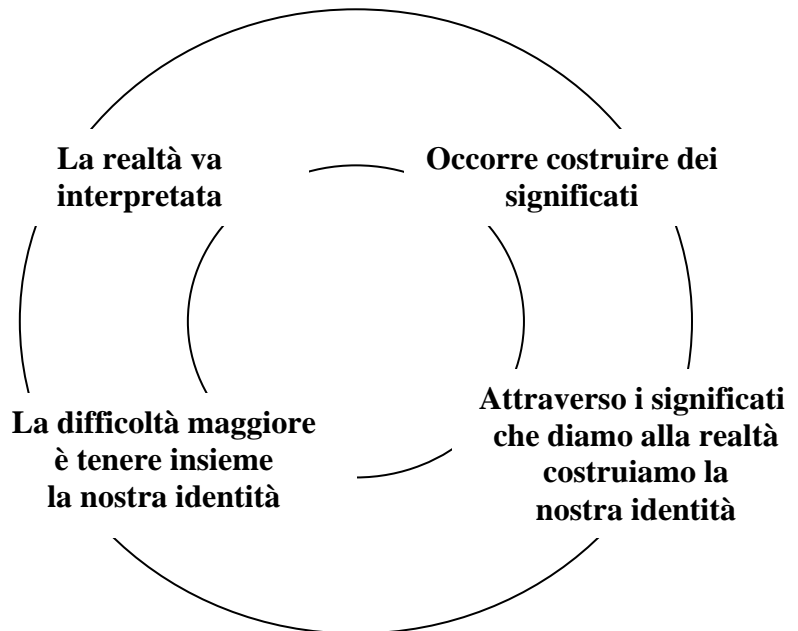 La realtà va
interpretata
Occorre costruire dei
significati
Attraverso i significati
che diamo alla realtà
costruiamo la
nostra identità
La difficoltà maggiore
è tenere insieme
la nostra identità